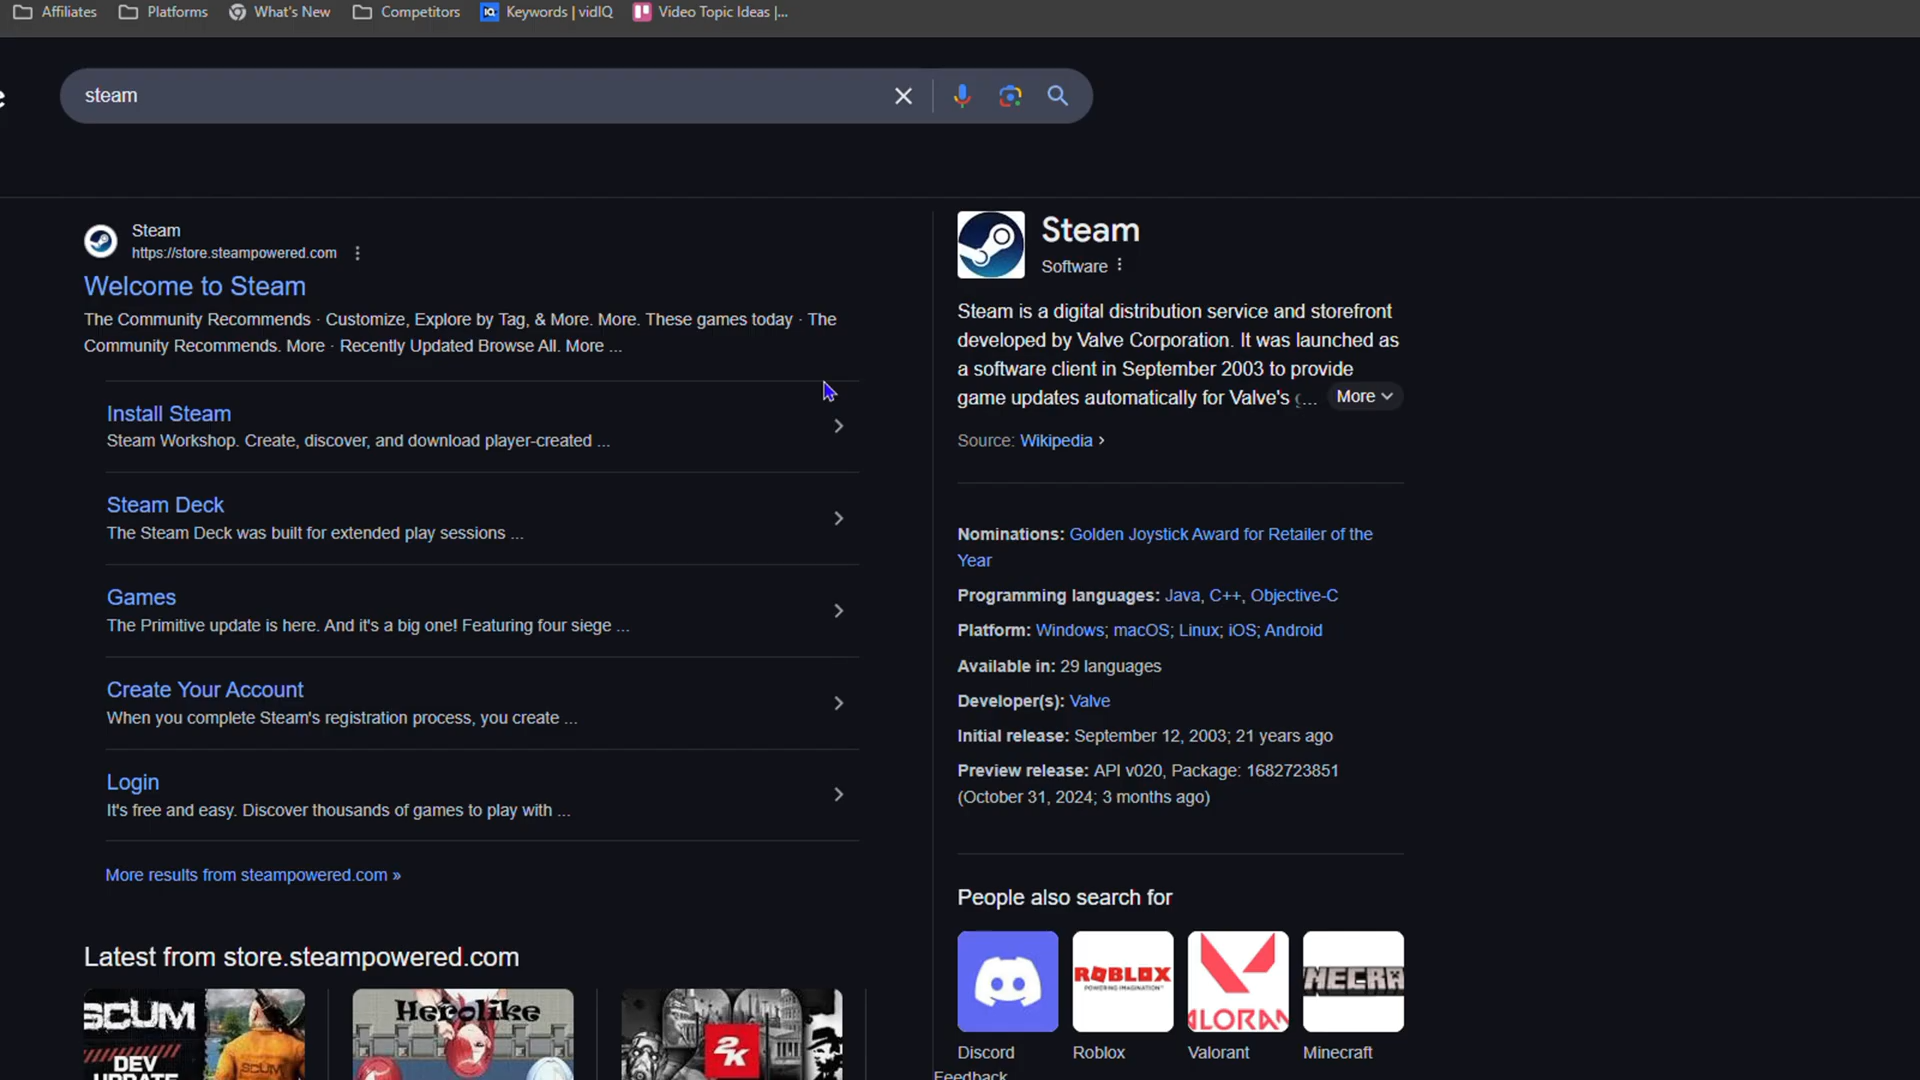 Affiliates
Platforms
What's New
Competitors
Keywords | vidIQ
Video Topic Ideas |...
steam
Steam
https://store.steampowered.com
Welcome to Steam
The Community Recommends · Customize, Explore by Tag, & More. More. These games today · The
Community Recommends. More · Recently Updated Browse All. More ...
Install Steam
Steam Workshop. Create, discover, and download player-created ...
Steam Deck
The Steam Deck was built for extended play sessions ...
Games
The Primitive update is here. And it's a big one! Featuring four siege ...
Create Your Account
When you complete Steam's registration process, you create ...
Login
It's free and easy. Discover thousands of games to play with ...
More results from steampowered.com »
Latest from store.steampowered.com
SCUM
DEV
UPDATE
SCUM
Herolike
2K
Steam
Software
Steam is a digital distribution service and storefront
developed by Valve Corporation. It was launched as
a software client in September 2003 to provide
game updates automatically for Valve's g... More
Source: Wikipedia ›
Nominations: Golden Joystick Award for Retailer of the
Year
Programming languages: Java, C++, Objective-C
Platform: Windows; macOS; Linux; iOS; Android
Available in: 29 languages
Developer(s): Valve
Initial release: September 12, 2003; 21 years ago
Preview release: API v020, Package: 1682723851
(October 31, 2024; 3 months ago)
People also search for
ROBLOX
POWERING IMAGINATION
ALORAN
NECRA
Discord
Roblox
Valorant
Minecraft
Feedback